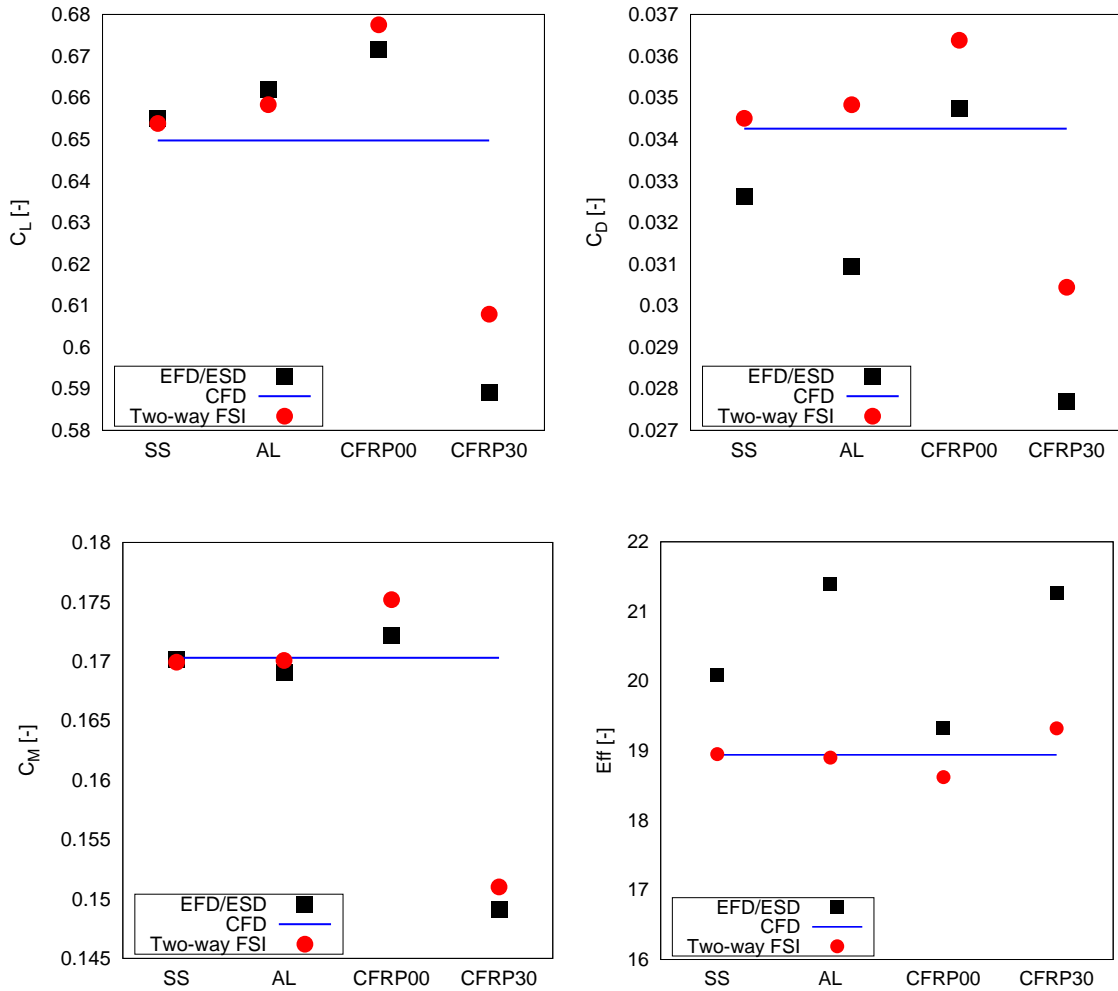 0.68
0.67
0.66
0.65
0.64
0.63
0.62
0.61
0.6
0.59
0.58
C_L [-]
EFD/ESD
CFD
Two-way FSI
SS AL CFRP00 CFRP30
0.037
0.036
0.035
0.034
0.033
0.032
0.031
0.03
0.029
0.028
0.027
C_D [-]
EFD/ESD
CFD
Two-way FSI
SS AL CFRP00 CFRP30
0.18
0.175
0.17
0.165
0.16
0.155
0.15
0.145
C_M [-]
EFD/ESD
CFD
Two-way FSI
SS AL CFRP00 CFRP30
22
21
20
19
18
17
16
Eff [-]
EFD/ESD
CFD
Two-way FSI
SS AL CFRP00 CFRP30